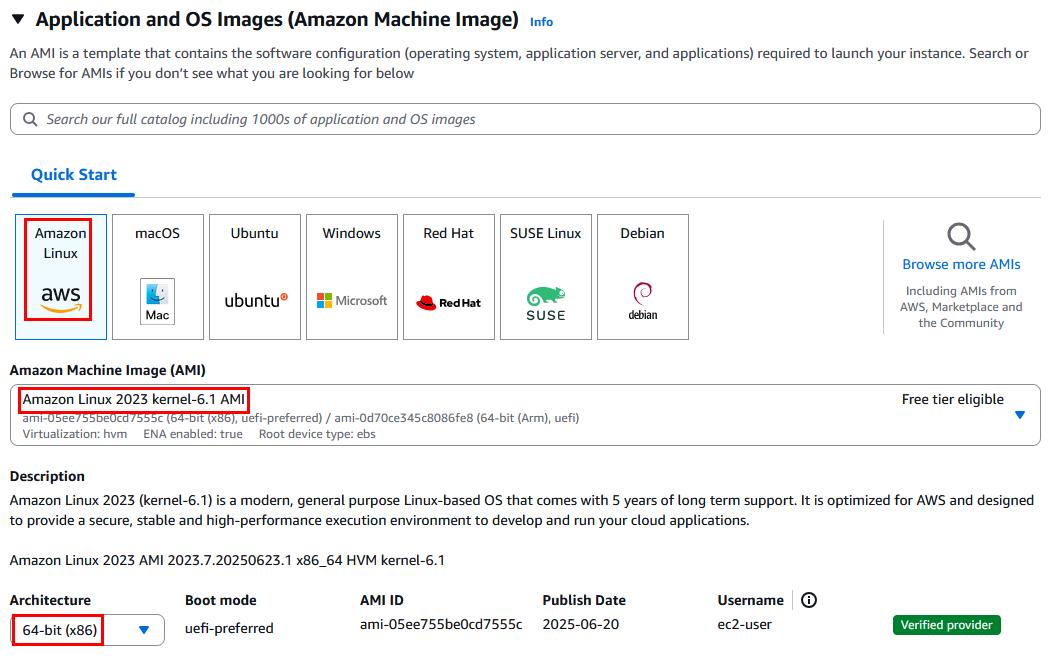 Application and OS Images (Amazon Machine Image) Info
An AMI is a template that contains the software configuration (operating system, application server, and applications) required to launch your instance. Search or
Browse for AMIs if you don't see what you are looking for below
Search our full catalog including 1000s of application and OS images
Quick Start
Amazon
Linux
aws
macOS
Mac
Ubuntu
ubuntu
Windows
Microsoft
Red Hat
Red Hat
SUSE Linux
SUSE
Debian
debian
Browse more AMIs
Including AMIs from
AWS, Marketplace and
the Community
Amazon Machine Image (AMI)
Amazon Linux 2023 kernel-6.1 AMI
Free tier eligible
ami-05ee755be0cd7555c (64-bit (x86), uefi-preferred) / ami-0d70ce345c8086fe8 (64-bit (Arm), uefi)
Virtualization: hvm ENA enabled: true Root device type: ebs
Description
Amazon Linux 2023 (kernel-6.1) is a modern, general purpose Linux-based OS that comes with 5 years of long term support. It is optimized for AWS and designed
to provide a secure, stable and high-performance execution environment to develop and run your cloud applications.
Amazon Linux 2023 AMI 2023.7.20250623.1 x86_64 HVM kernel-6.1
Architecture Boot mode AMI ID Publish Date Username
64-bit (x86) uefi-preferred ami-05ee755be0cd7555c 2025-06-20 ec2-user Verified provider